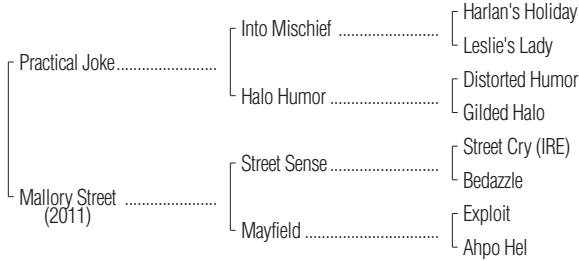 Harlan's Holiday
Into Mischief ........................
Leslie's Lady
Practical Joke........................
Distorted Humor
Halo Humor ..........................
Gilded Halo
Street Cry (IRE)
Street Sense ..........................
Bedazzle
Mallory Street ......................
(2011)
Exploit
Mayfield ................................
Ahpo Hel